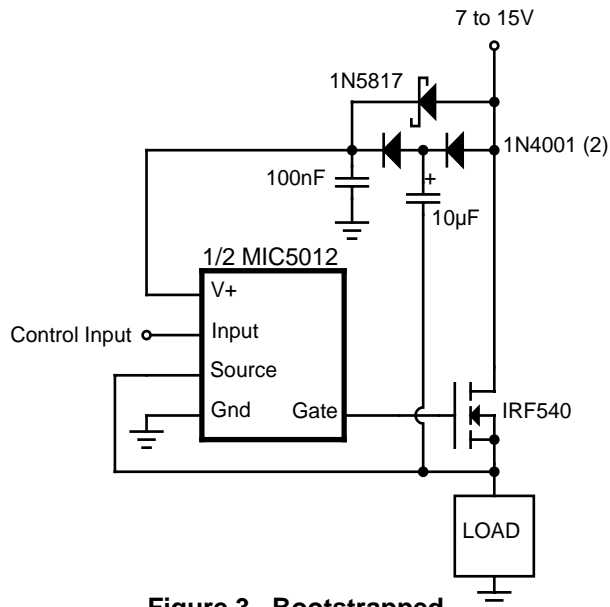 7 to 15V
1N5817
1N4001 (2)
100nF
+
10µF
1/2 MIC5012
V+
Control Input
Input
Source
Gnd
Gate
IRF540
LOAD
Figure 3. Bootstrapped